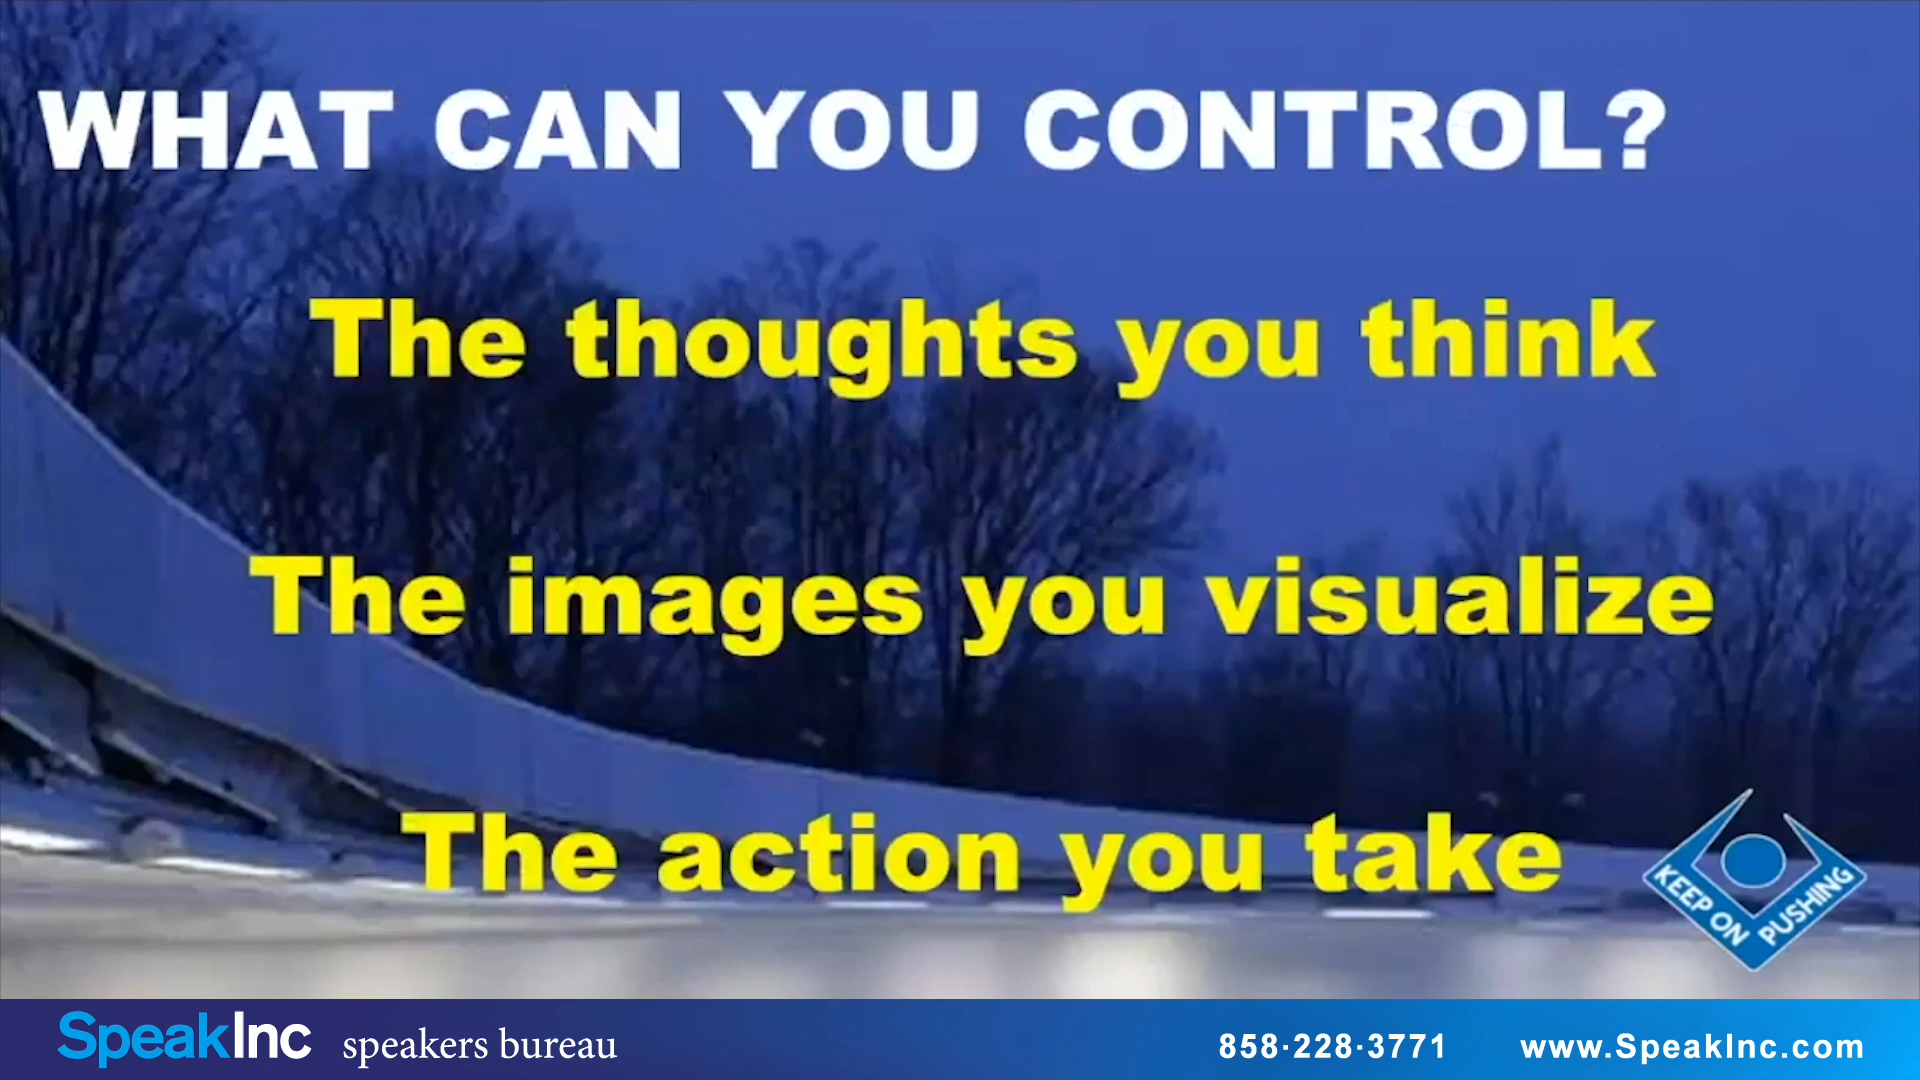 WHAT CAN YOU CONTROL?
The thoughts you think
The images you visualize
The action you take
KEEP ON PUSHING
SpeakInc speakers bureau
858·228·3771 www.SpeakInc.com